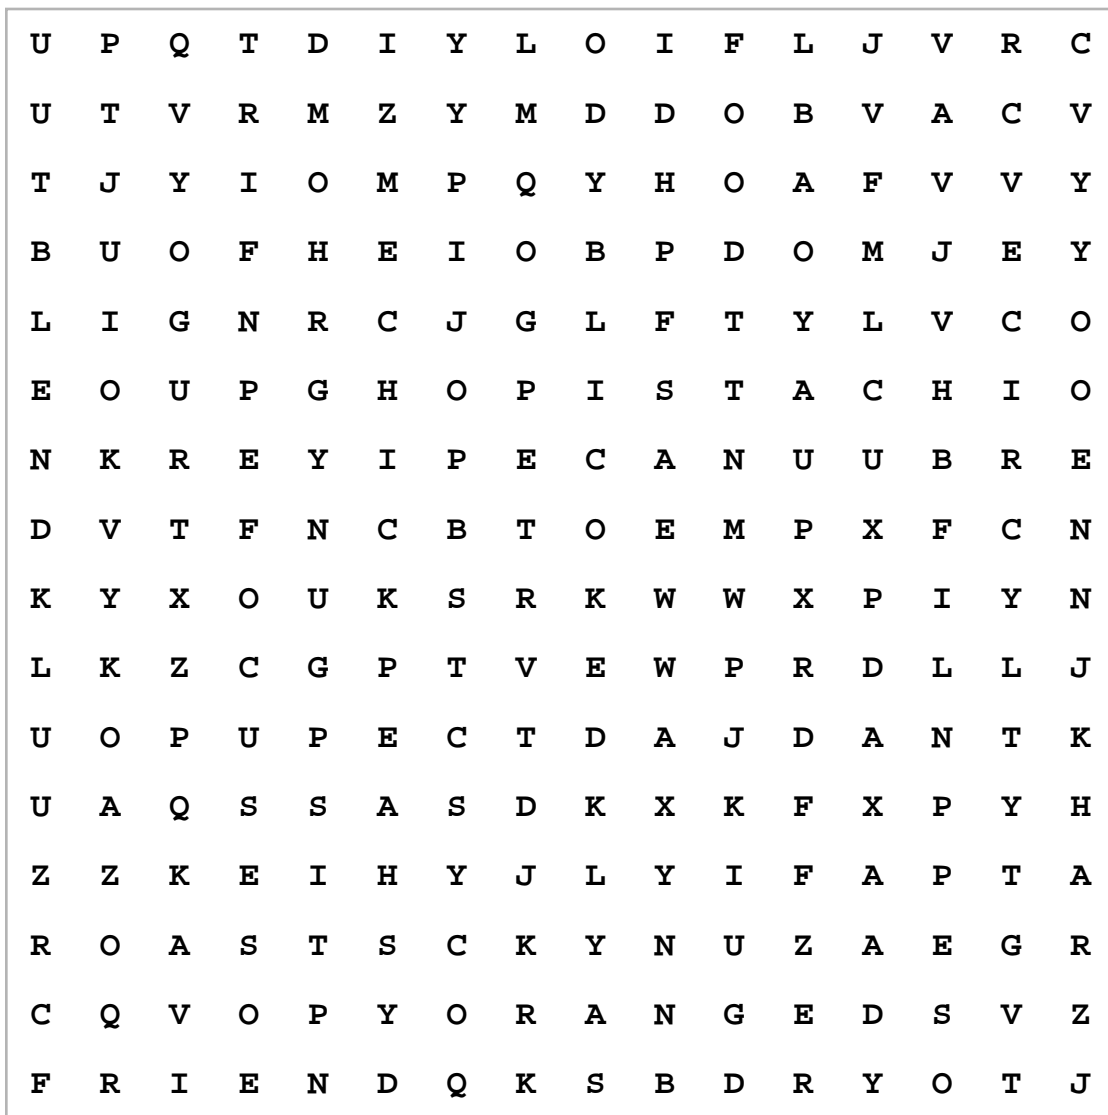 U P Q T D I Y L O I F L J V R C
U T V R M Z Y M D D O B V A C V
T J Y I O M P Q Y H O A F V V Y
B U O F H E I O B P D O M J E Y
L I G N R C J G L F T Y L V C O
E O U P G H O P I S T A C H I O
N K R E Y I P E C A N U U B R E
D V T F N C B T O E M P X F C N
K Y X O U K S R K W W X P I Y N
L K Z C G P T V E W P R D L L J
U O P U P E C T D A J D A N T K
U A Q S S A S D K X K F X P Y H
Z Z K E I H Y J L Y I F A P T A
R O A S T S C K Y N U Z A E G R
C Q V O P Y O R A N G E D S V Z
F R I E N D Q K S B D R Y O T J